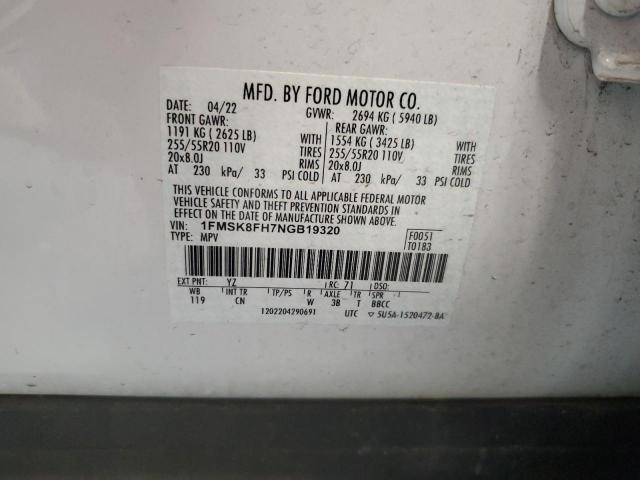 MFD. BY FORD MOTOR CO.
DATE: 04/22 GVWR: 2694 KG ( 5940 LB)
FRONT GAWR: REAR GAWR:
1191 KG ( 2625 LB) WITH 1554 KG ( 3425 LB) WITH
255/55R20 110V TIRES 255/55R20 110V TIRES
20x8.0J RIMS 20x8.0J RIMS
AT 230 kPa/ 33 PSI COLD AT 230 kPa/ 33 PSI COLD
THIS VEHICLE CONFORMS TO ALL APPLICABLE FEDERAL MOTOR
VEHICLE SAFETY AND THEFT PREVENTION STANDARDS IN
EFFECT ON THE DATE OF MANUFACTURE SHOWN ABOVE.
VIN: 1FMSK8FH7NGB19320 F0051
TYPE: MPV T0183
EXT PNT: YZ RC: 71 DSO:
WB INT TR TP/PS R AXLE TR SPR
119 CN W 3B T BBCC
1202204290691 UTC ▽ 5U5A-1520472-BA